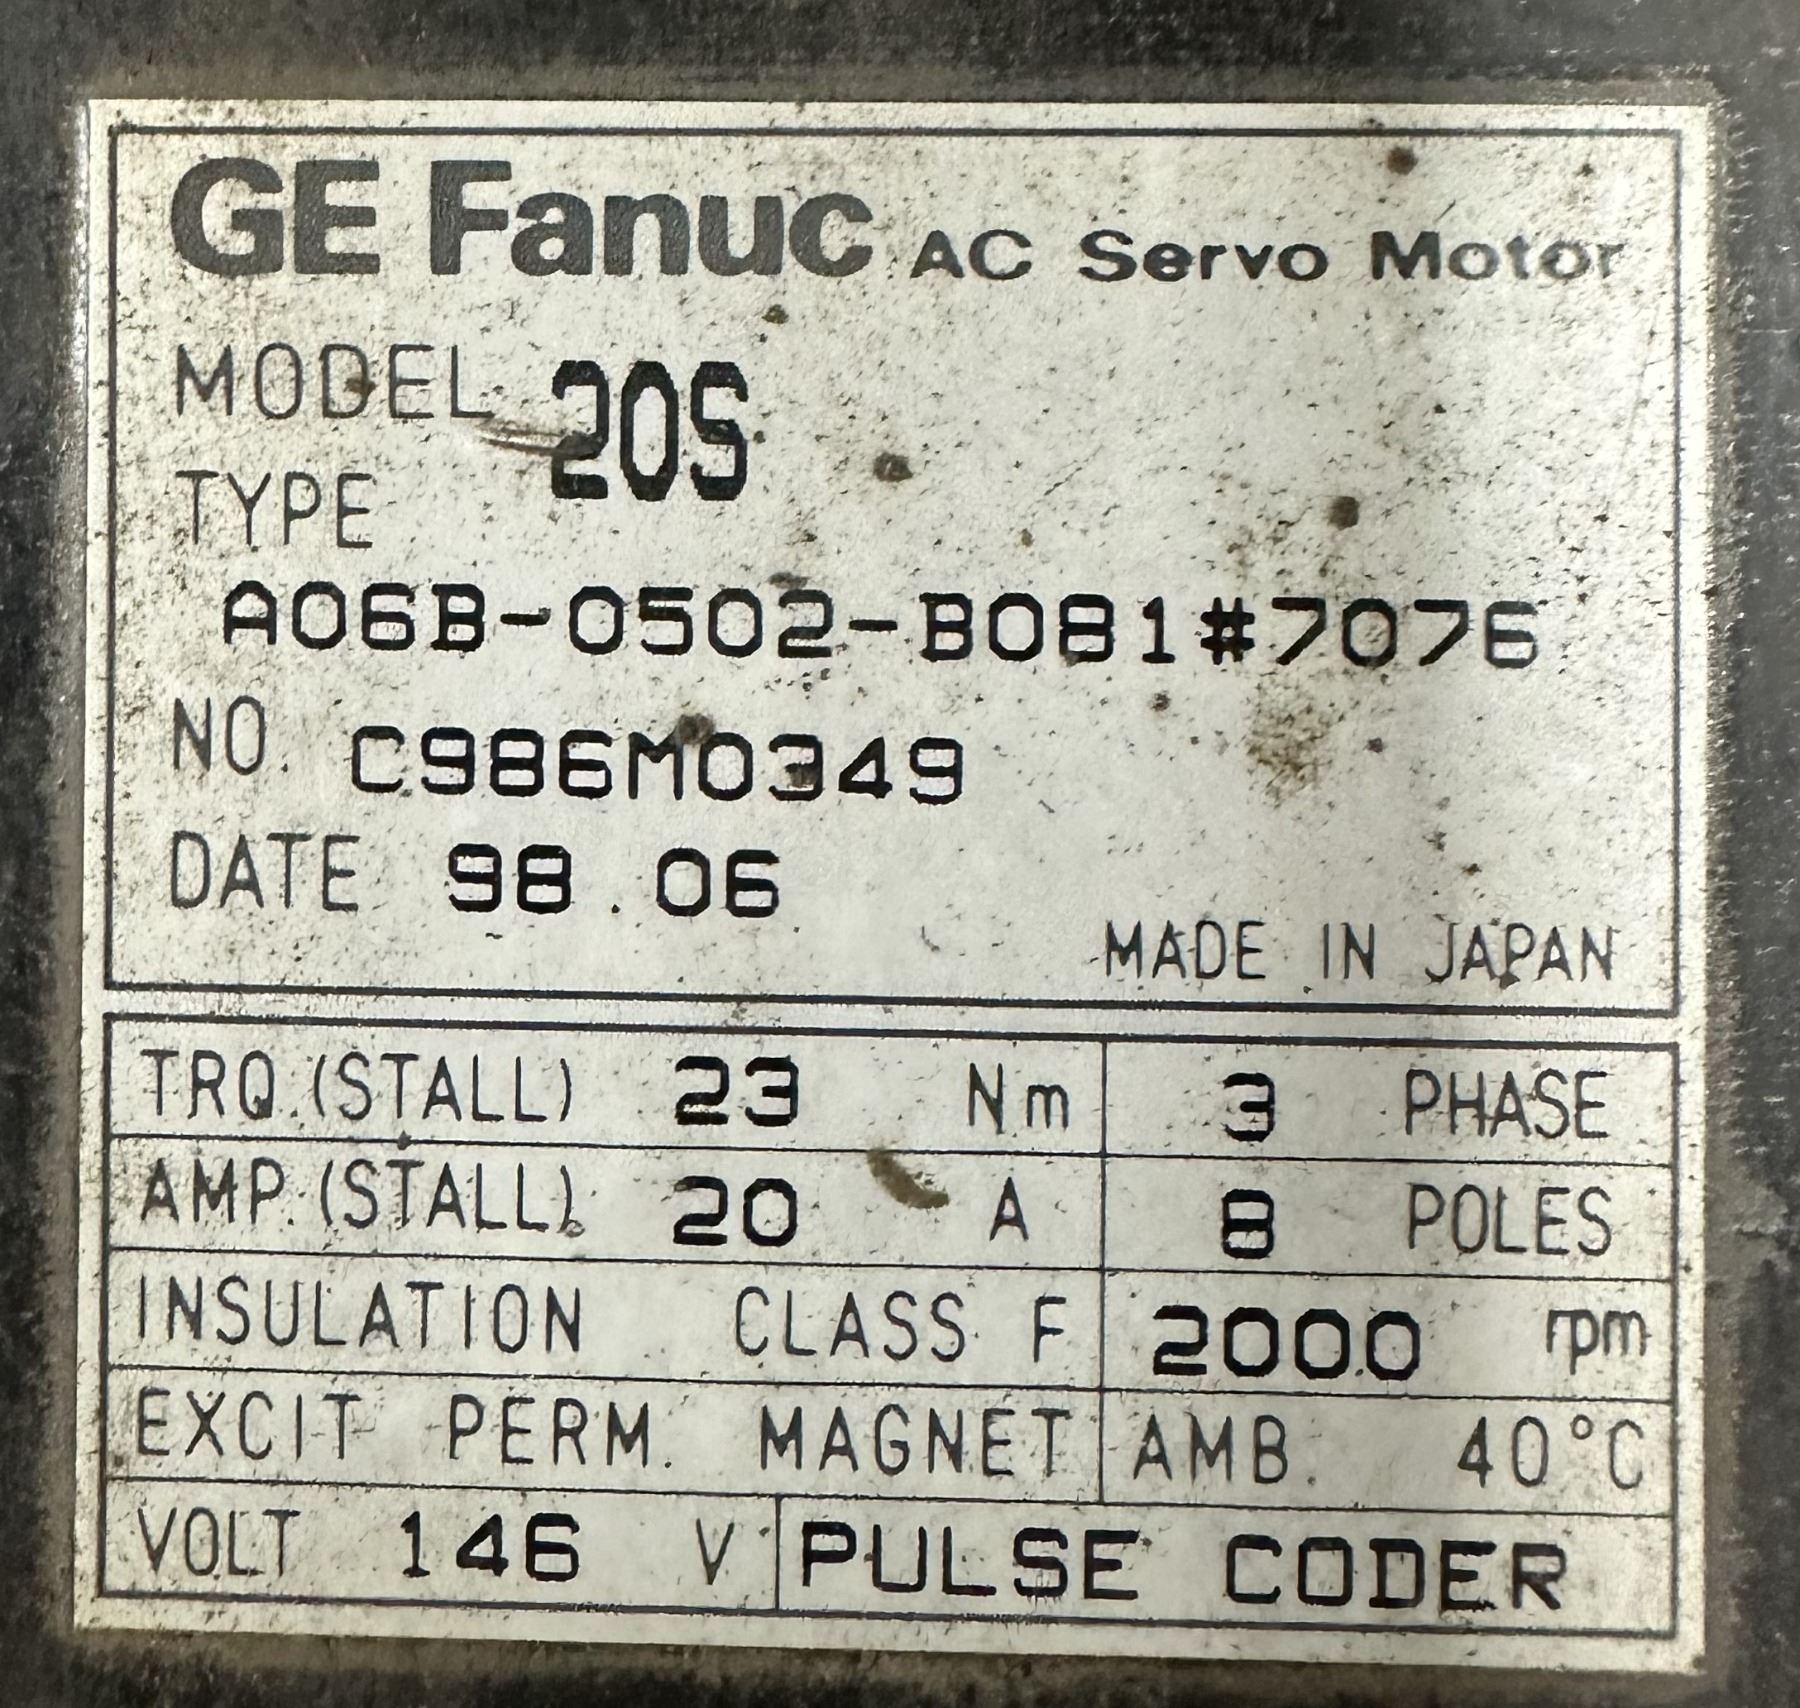 GE Fanuc AC Servo Motor
MODEL 20S
TYPE
A06B-0502-B081#7076
NO. C986M0349
DATE 98.06
MADE IN JAPAN
TRQ.(STALL) 23 Nm 3 PHASE
AMP.(STALL) 20 A 8 POLES
INSULATION CLASS F 2000 rpm
EXCIT PERM. MAGNET AMB. 40°C
VOLT 146 V PULSE CODER